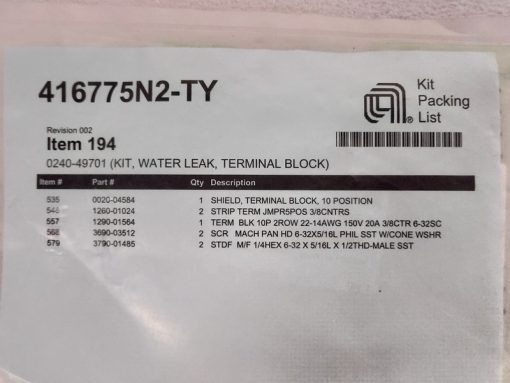 416775N2-TY
Kit
Packing
List
Revision 002
Item 194
0240-49701 (KIT, WATER LEAK, TERMINAL BLOCK)
Item # Part # Qty Description
535 0020-04584 1 SHIELD, TERMINAL BLOCK, 10 POSITION
546 1260-01024 2 STRIP TERM JMPR5POS 3/8CNTRS
557 1290-01564 1 TERM BLK 10P 2ROW 22-14AWG 150V 20A 3/8CTR 6-32SC
568 3690-03512 2 SCR MACH PAN HD 6-32X5/16L PHIL SST W/CONE WSHR
579 3790-01485 2 STDF M/F 1/4HEX 6-32 X 5/16L X 1/2THD-MALE SST